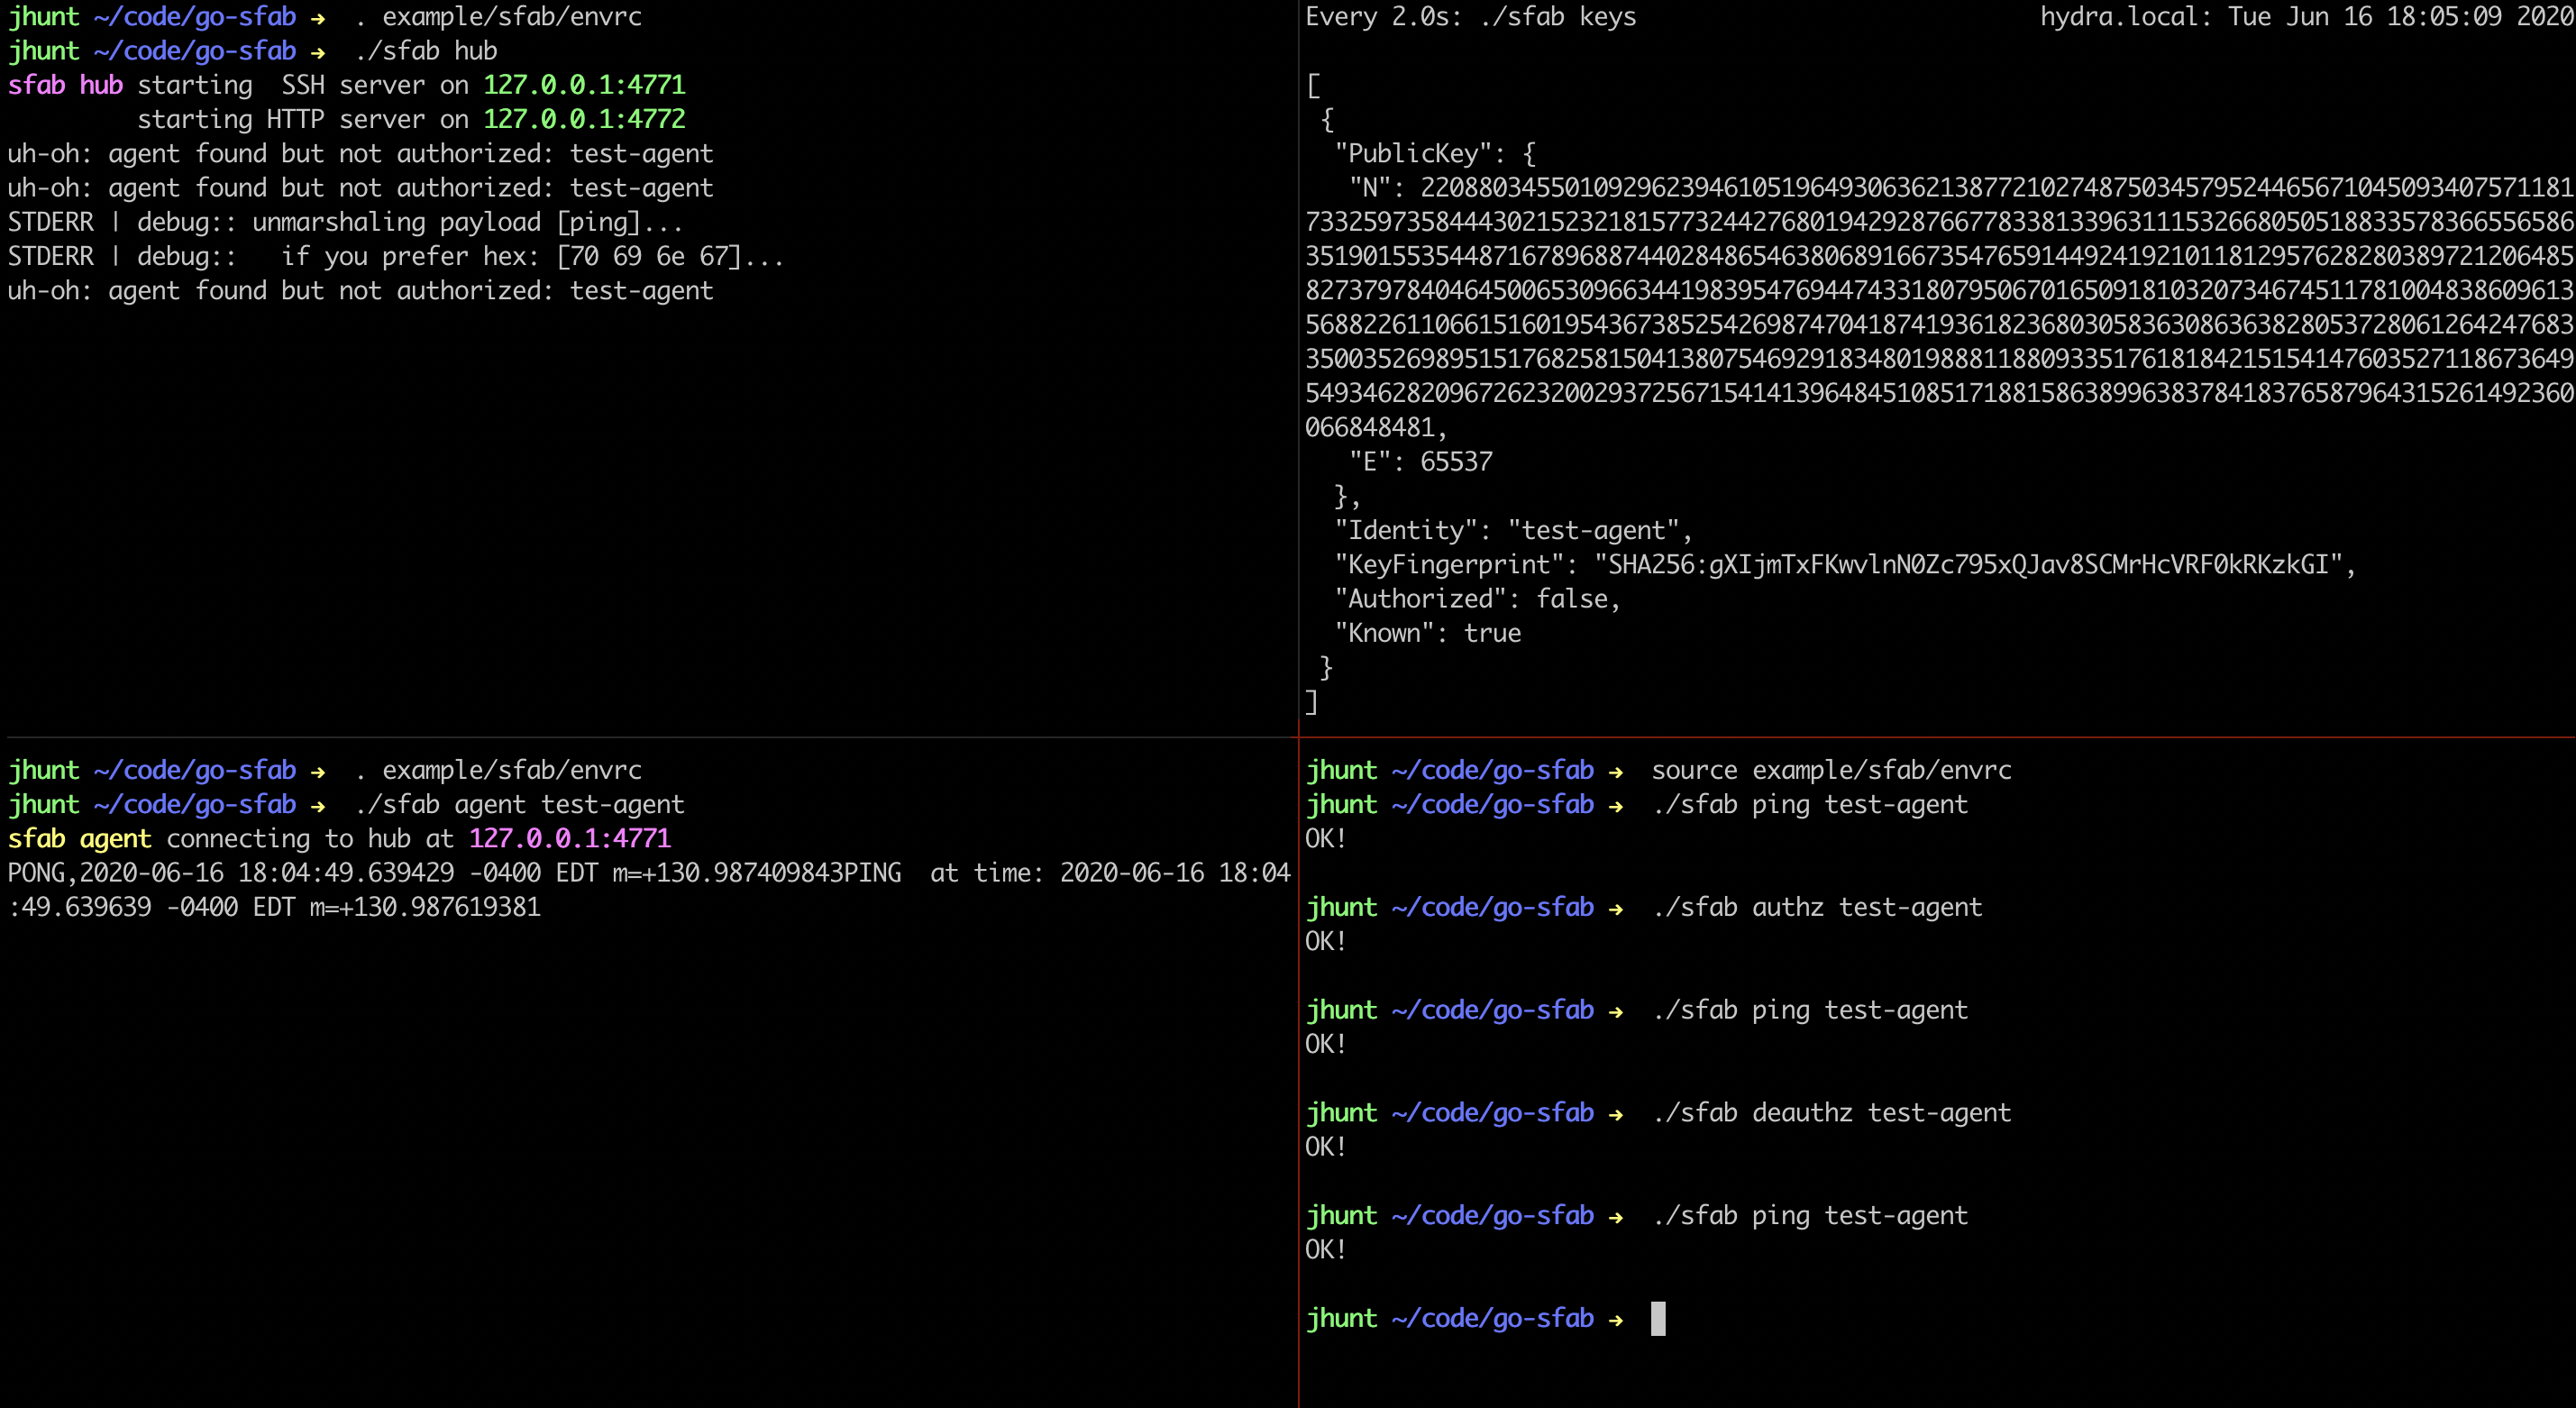 jhunt ~/code/go-sfab →  . example/sfab/envrc
jhunt ~/code/go-sfab →  ./sfab hub
sfab hub starting  SSH server on 127.0.0.1:4771
         starting HTTP server on 127.0.0.1:4772
uh-oh: agent found but not authorized: test-agent
uh-oh: agent found but not authorized: test-agent
STDERR | debug:: unmarshaling payload [ping]...
STDERR | debug::   if you prefer hex: [70 69 6e 67]...
uh-oh: agent found but not authorized: test-agent
Every 2.0s: ./sfab keys hydra.local: Tue Jun 16 18:05:09 2020
[
 {
  "PublicKey": {
   "N": 22088034550109296239461051964930636213877210274875034579524465671045093407571181
7332597358444302152321815773244276801942928766778338133963111532668050518833578366556586
3519015535448716789688744028486546380689166735476591449241921011812957628280389721206485
8273797840464500653096634419839547694474331807950670165091810320734674511781004838609613
5688226110661516019543673852542698747041874193618236803058363086363828053728061264247683
3500352698951517682581504138075469291834801988811880933517618184215154147603527118673649
5493462820967262320029372567154141396484510851718815863899638378418376587964315261492360
066848481,
   "E": 65537
  },
  "Identity": "test-agent",
  "KeyFingerprint": "SHA256:gXIjmTxFKwvlnN0Zc795xQJav8SCMrHcVRF0kRKzkGI",
  "Authorized": false,
  "Known": true
 }
]
jhunt ~/code/go-sfab →  . example/sfab/envrc
jhunt ~/code/go-sfab →  ./sfab agent test-agent
sfab agent connecting to hub at 127.0.0.1:4771
PONG,2020-06-16 18:04:49.639429 -0400 EDT m=+130.987409843PING  at time: 2020-06-16 18:04
:49.639639 -0400 EDT m=+130.987619381
jhunt ~/code/go-sfab →  source example/sfab/envrc
jhunt ~/code/go-sfab →  ./sfab ping test-agent
OK!
jhunt ~/code/go-sfab →  ./sfab authz test-agent
OK!
jhunt ~/code/go-sfab →  ./sfab ping test-agent
OK!
jhunt ~/code/go-sfab →  ./sfab deauthz test-agent
OK!
jhunt ~/code/go-sfab →  ./sfab ping test-agent
OK!
jhunt ~/code/go-sfab →